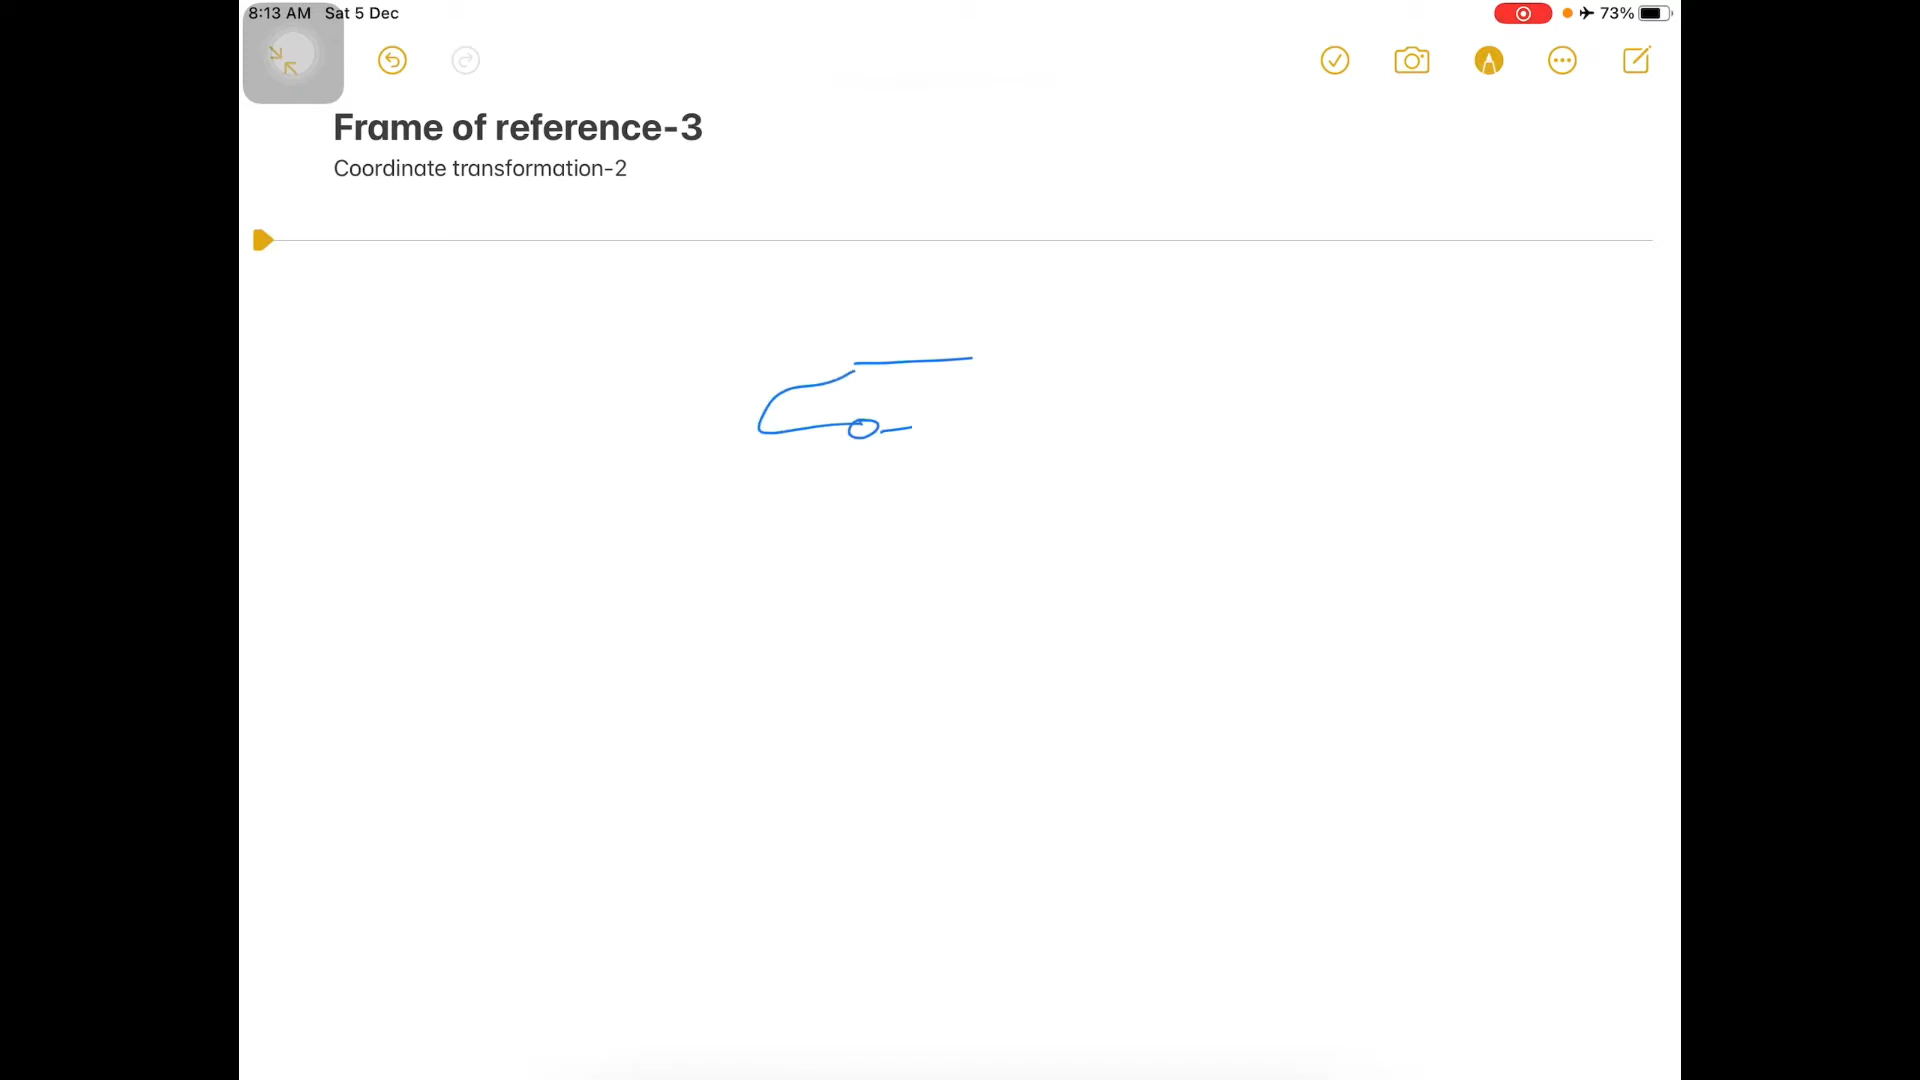 8:13 AM Sat 5 Dec 73%
Frame of reference-3
Coordinate transformation-2